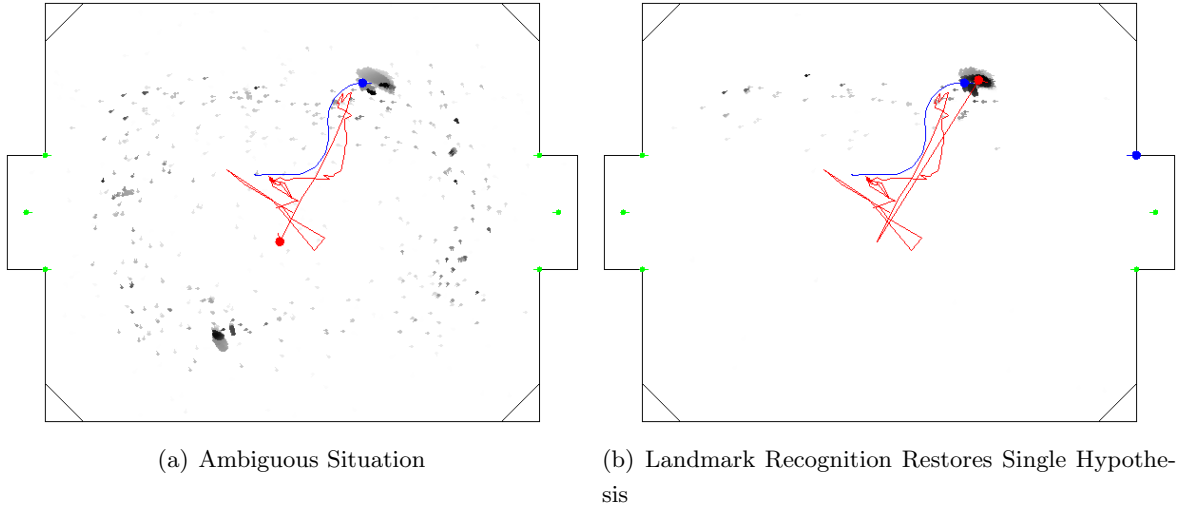 (a) Ambiguous Situation
(b) Landmark Recognition Restores Single Hypothe-
sis